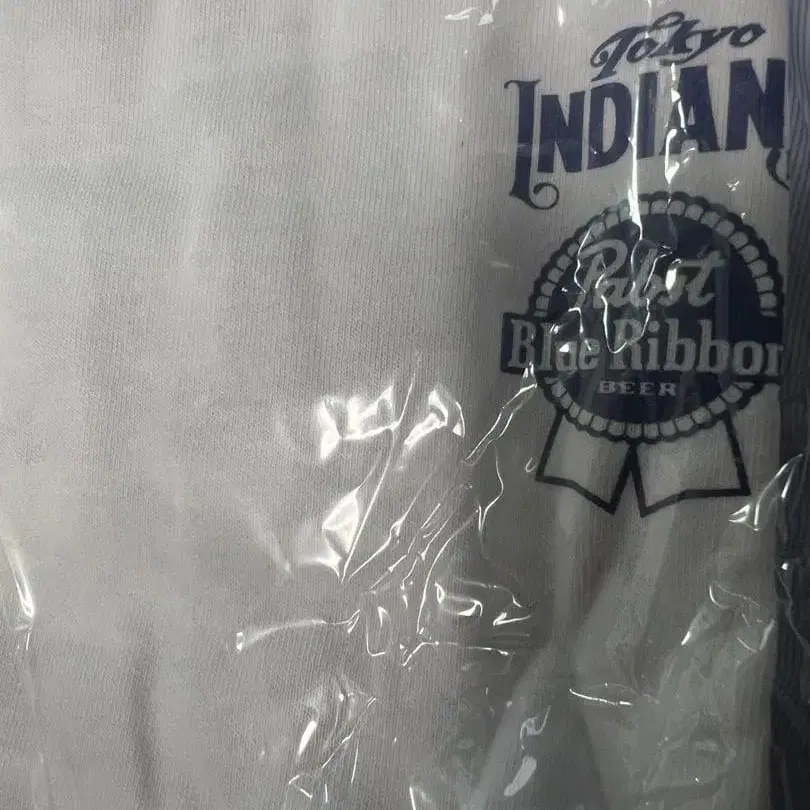 Tokyo
INDIAN
Pabst
Blue Ribbon
BEER